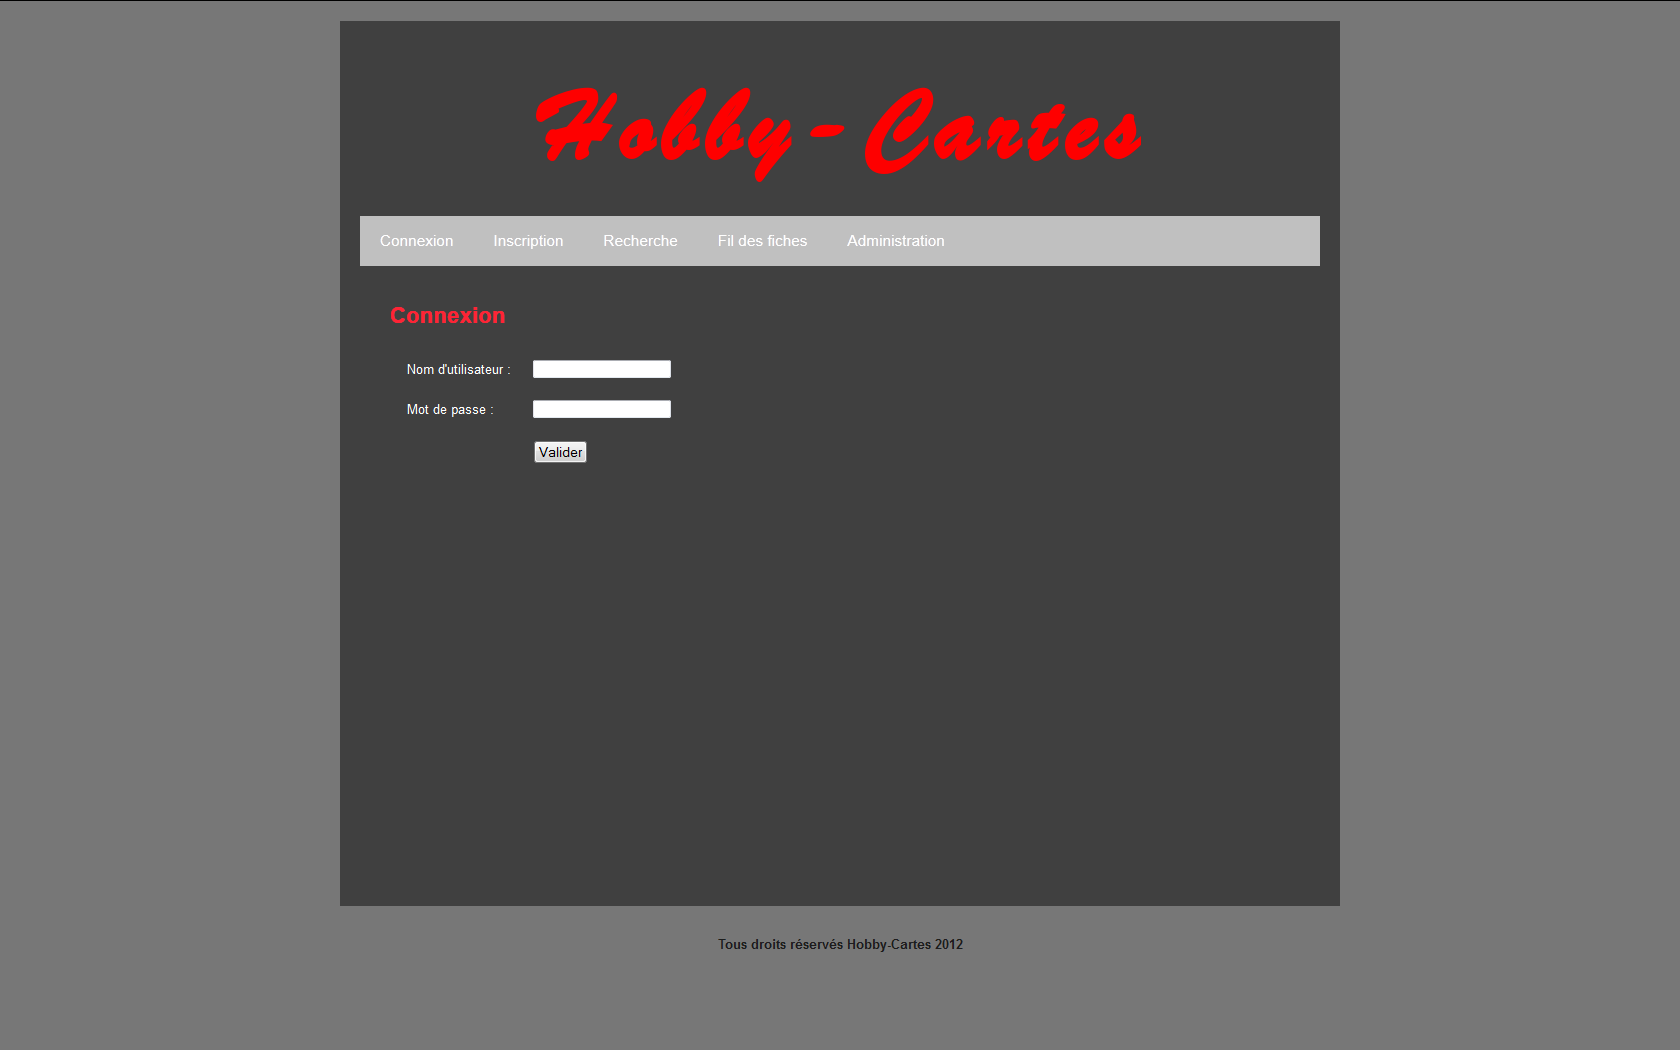 Hobby-Cartes
Connexion Inscription Recherche Fil des fiches Administration
Connexion
Nom d'utilisateur :
Mot de passe :
Valider
Tous droits réservés Hobby-Cartes 2012